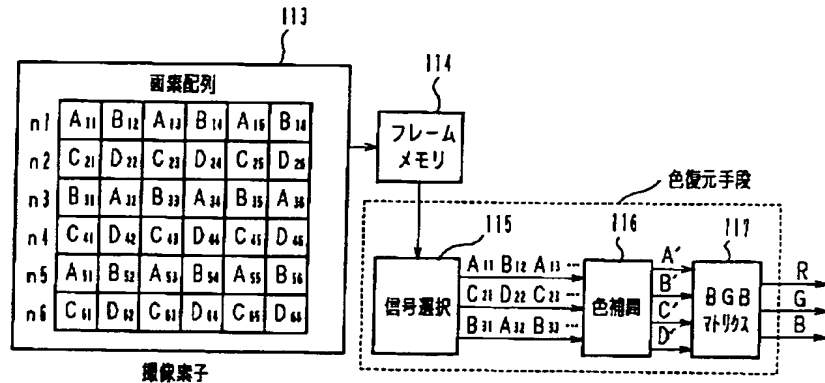 113
画素配列
n1 A11 B12 A13 B14 A15 B16
n2 C21 D22 C23 D24 C25 D26
n3 B31 A32 B33 A34 B35 A36
n4 C41 D42 C43 D44 C45 D46
n5 A51 B52 A53 B54 A55 B56
n6 C61 D62 C63 D64 C65 D66
撮像素子
114
フレーム
メモリ
色復元手段
115
信号選択
A11 B12 A13 …
C21 D22 C23 …
B31 A32 B33 …
116
色補間
A′
B′
C′
D′
117
BGB
マトリクス
R
G
B